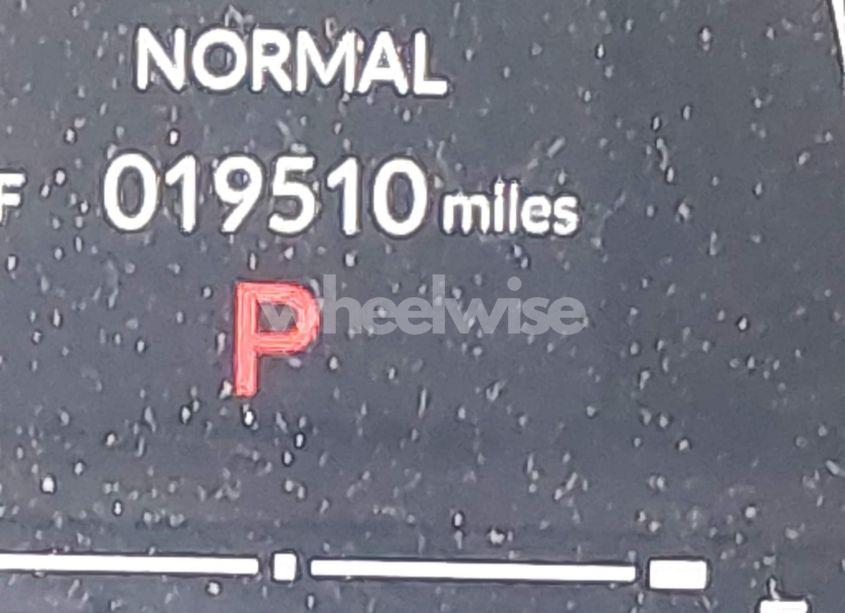 NORMAL
F 019510 miles
P
wheelwise